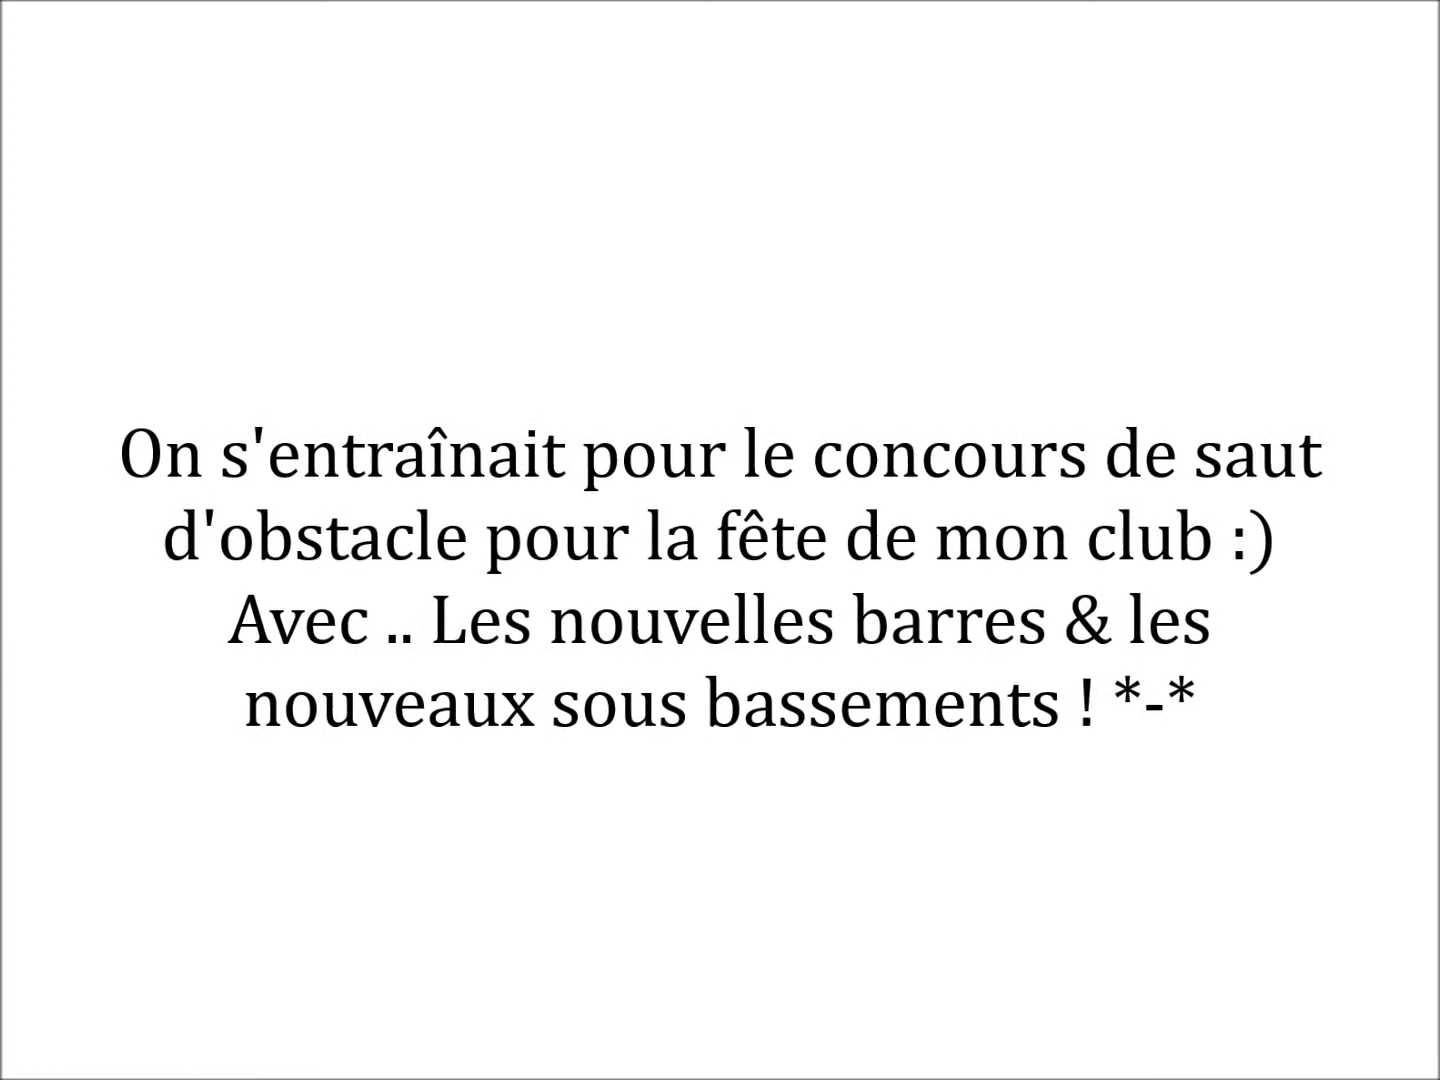 On s'entraînait pour le concours de saut
d'obstacle pour la fête de mon club :)
Avec .. Les nouvelles barres & les
nouveaux sous bassements ! *-*